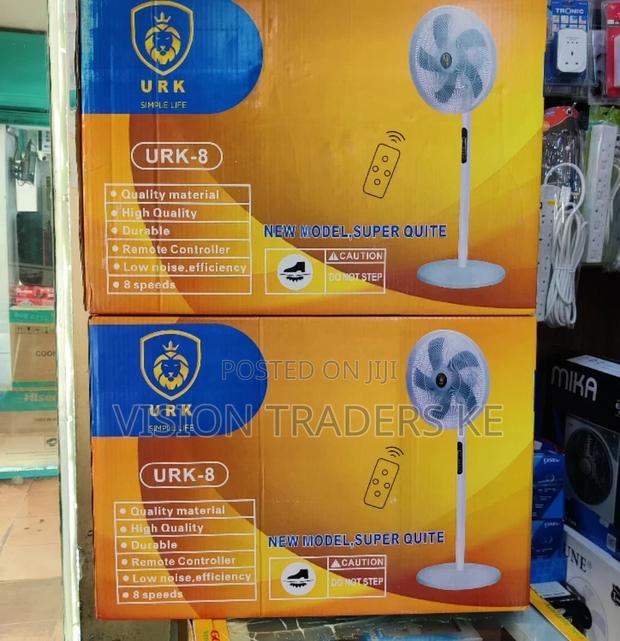 URK
SIMPLE LIFE
URK-8
Quality material
High Quality
Durable
Remote Controller
Low noise,efficiency
8 speeds
NEW MODEL,SUPER QUITE
CAUTION
DO NOT STEP
TRONIC
MIKA
POSTED ON JIJI
VISION TRADERS KE
URK
SIMPLE LIFE
URK-8
Quality material
High Quality
Durable
Remote Controller
Low noise,efficiency
8 speeds
NEW MODEL,SUPER QUITE
CAUTION
DO NOT STEP